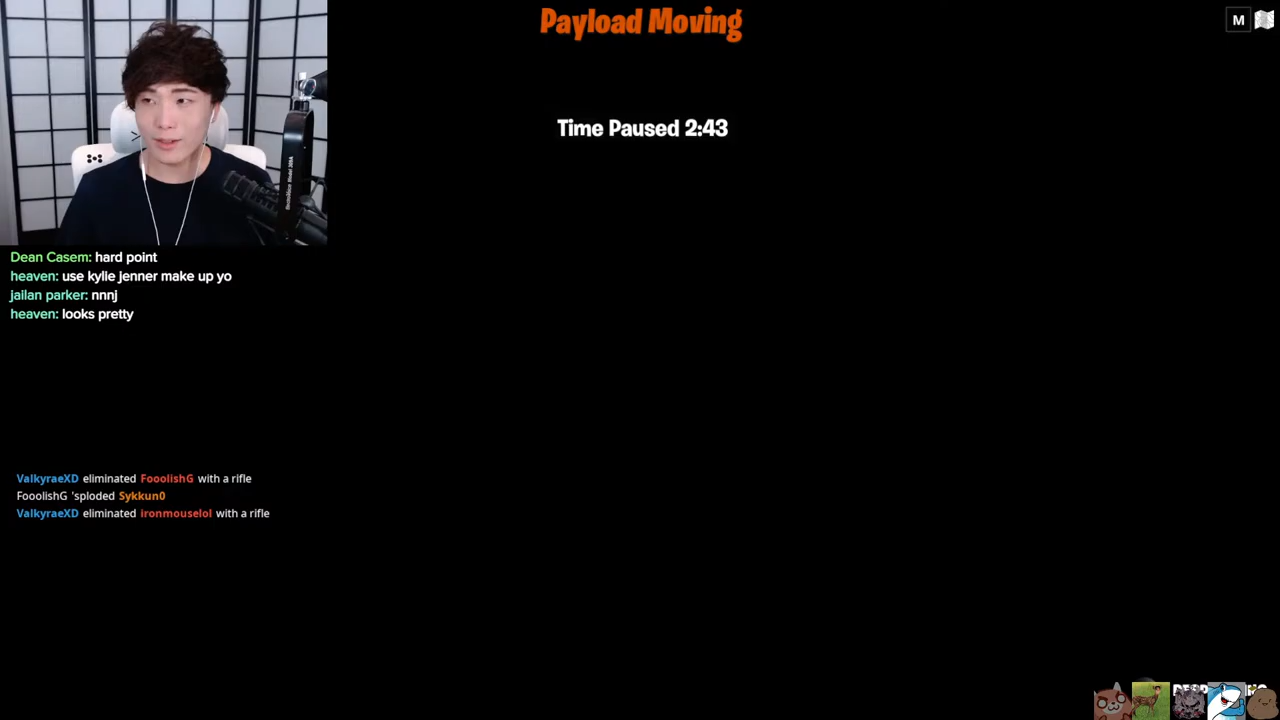 Payload Moving
M
Time Paused 2:43
Dean Casem: hard point
heaven: use kylie jenner make up yo
jailan parker: nnnj
heaven: looks pretty
ValkyraeXD eliminated FooolishG with a rifle
FooolishG 'sploded Sykkun0
ValkyraeXD eliminated ironmouselol with a rifle